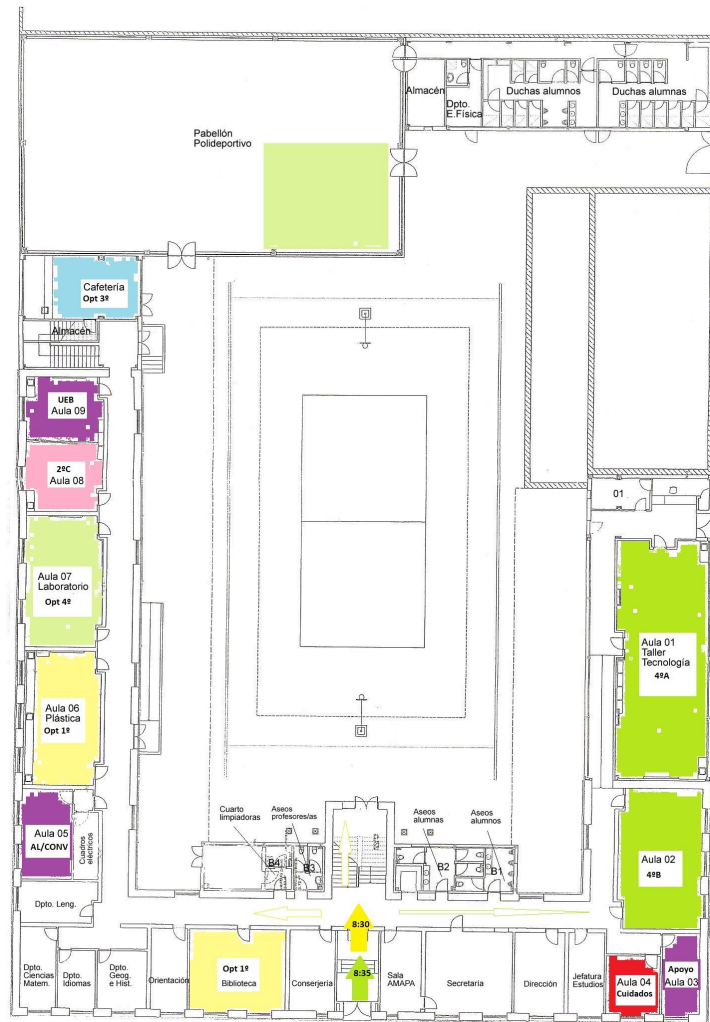 Almacén
Dpto.
E.Física
Duchas alumnos
Duchas alumnas
Pabellón
Polideportivo
Cafetería
Opt 3º
Almacén
UEB
Aula 09
2ºC
Aula 08
01
Aula 07
Laboratorio
Opt 4º
Aula 01
Taller
Tecnología
4ºA
Aula 06
Plástica
Opt 1º
Aula 05
AL/CONV
Cuadros
eléctricos
Cuarto
limpiadoras
Aseos
profesores/as
Aseos
alumnas
Aseos
alumnos
B4
B3
B2
B1
Aula 02
4ºB
Dpto. Leng.
8:30
8:35
Dpto.
Ciencias
Matem.
Dpto.
Idiomas
Dpto.
Geog.
e Hist.
Orientación
Opt 1º
Biblioteca
Conserjería
Sala
AMAPA
Secretaría
Dirección
Jefatura
Estudios
Aula 04
Cuidados
Apoyo
Aula 03